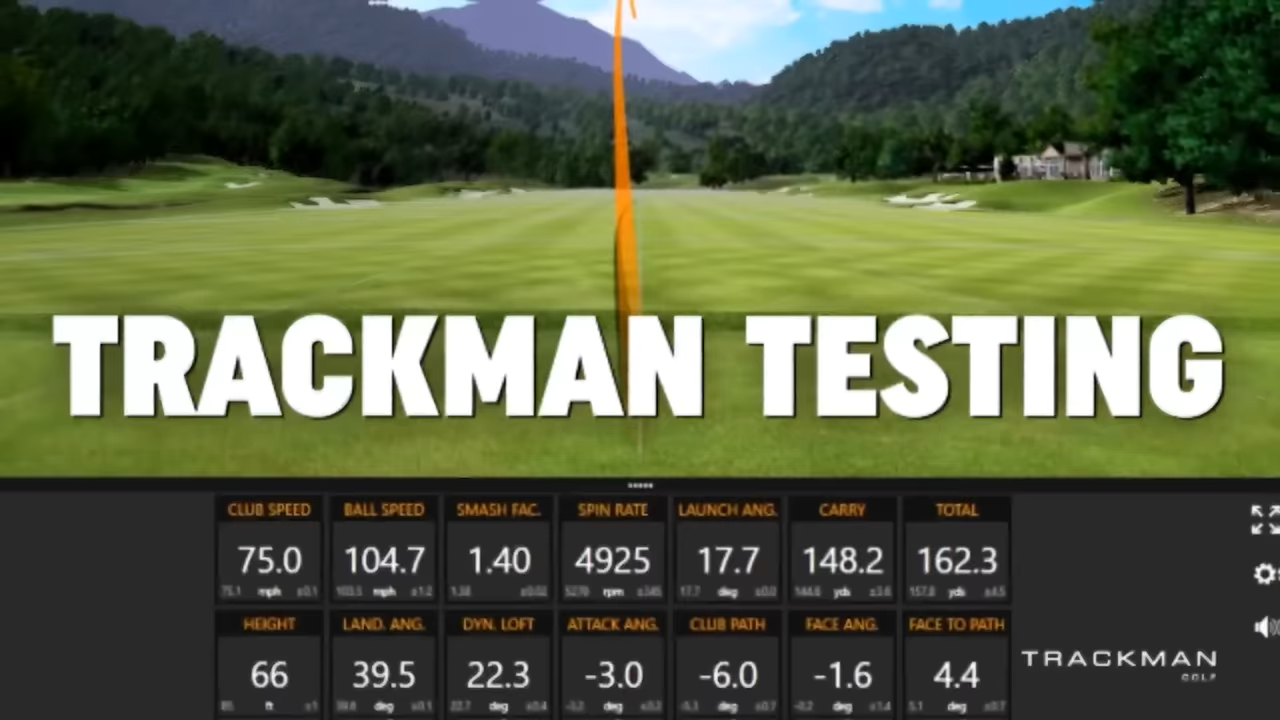 TRACKMAN TESTING
CLUB SPEED BALL SPEED SMASH FAC. SPIN RATE LAUNCH ANG. CARRY TOTAL
75.0 104.7 1.40 4925 17.7 148.2 162.3
mph mph rpm deg yds yds
HEIGHT LAND. ANG. DYN. LOFT ATTACK ANG. CLUB PATH FACE ANG. FACE TO PATH
66 39.5 22.3 -3.0 -6.0 -1.6 4.4
ft deg deg deg deg deg deg
TRACKMAN
GOLF